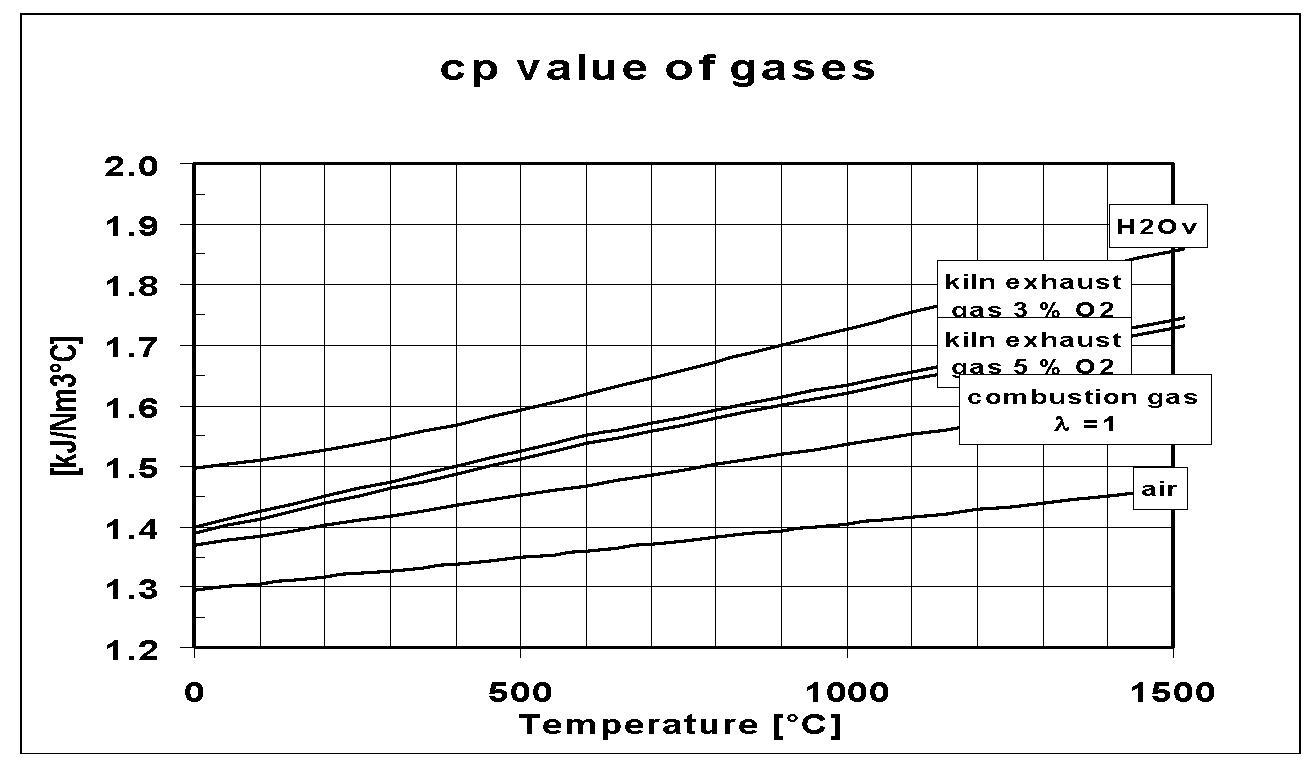 cp value of gases
2.0
1.9
1.8
1.7
1.6
1.5
1.4
1.3
1.2
[kJ/Nm3°C]
H2Ov
kiln exhaust
gas 3 % O2
kiln exhaust
gas 5 % O2
combustion gas
λ =1
air
0 500 1000 1500
Temperature [°C]